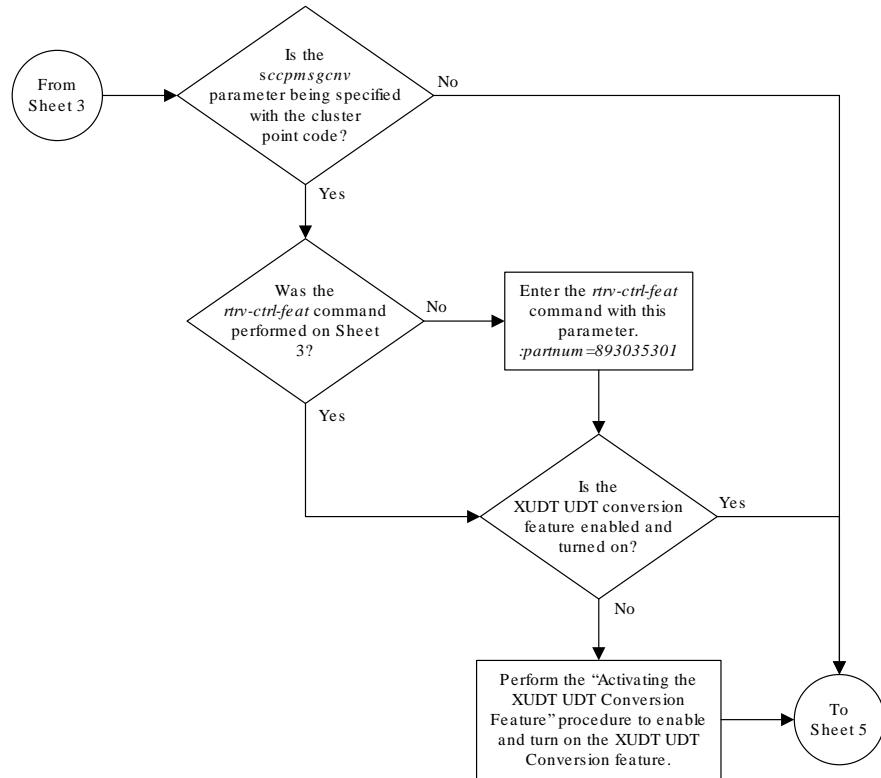 From
Sheet 3
Is the
sccpmsgcnv
parameter being specified
with the cluster
point code?
No
Yes
Was the
rtrv-ctrl-feat command
performed on Sheet
3?
No
Yes
Enter the rtrv-ctrl-feat
command with this
parameter.
:partnum=893035301
Is the
XUDT UDT conversion
feature enabled and
turned on?
Yes
No
Perform the “Activating the
XUDT UDT Conversion
Feature” procedure to enable
and turn on the XUDT UDT
Conversion feature.
To
Sheet 5